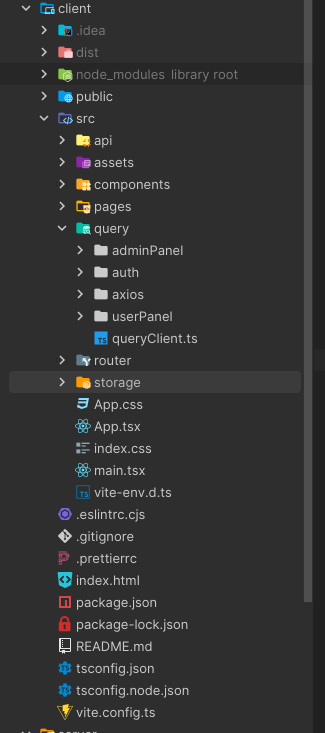 client
.idea
dist
node_modules library root
public
src
api
assets
components
pages
query
adminPanel
auth
axios
userPanel
TS queryClient.ts
router
storage
App.css
App.tsx
index.css
main.tsx
TS vite-env.d.ts
.eslintrc.cjs
.gitignore
.prettierrc
index.html
package.json
package-lock.json
README.md
tsconfig.json
tsconfig.node.json
vite.config.ts